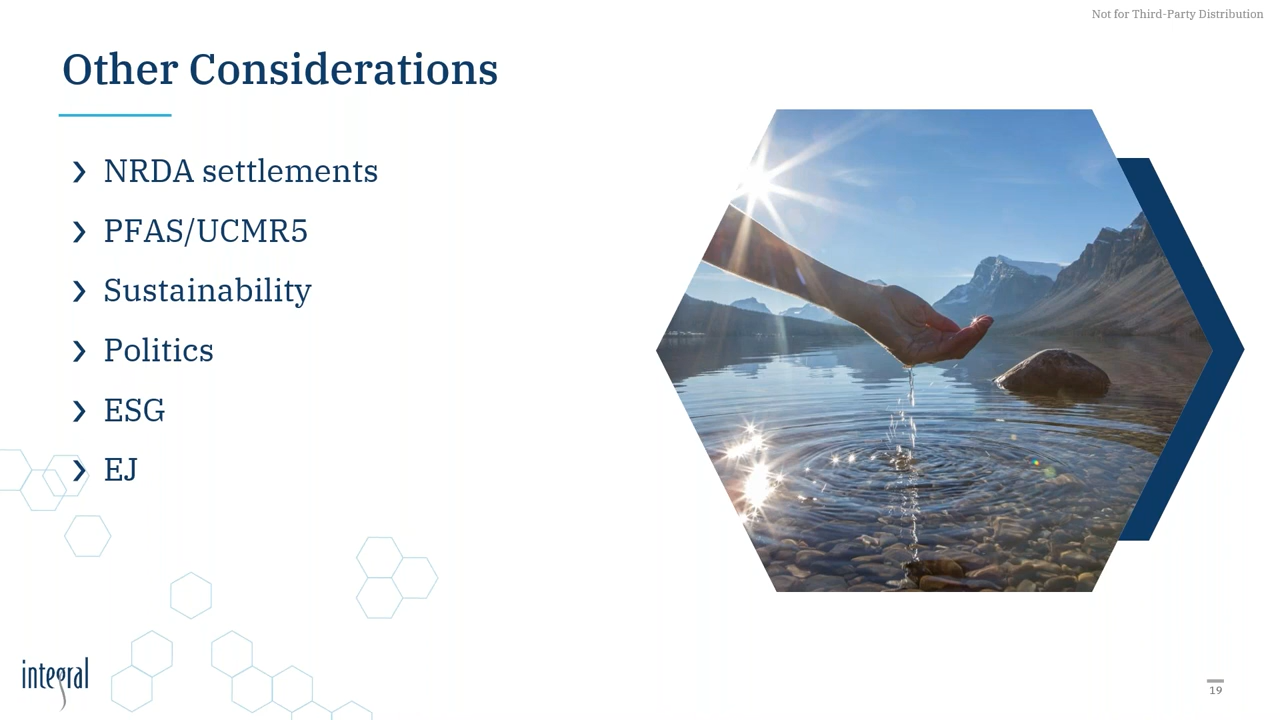 Not for Third-Party Distribution
Other Considerations
NRDA settlements
PFAS/UCMR5
Sustainability
Politics
ESG
EJ
integral
19